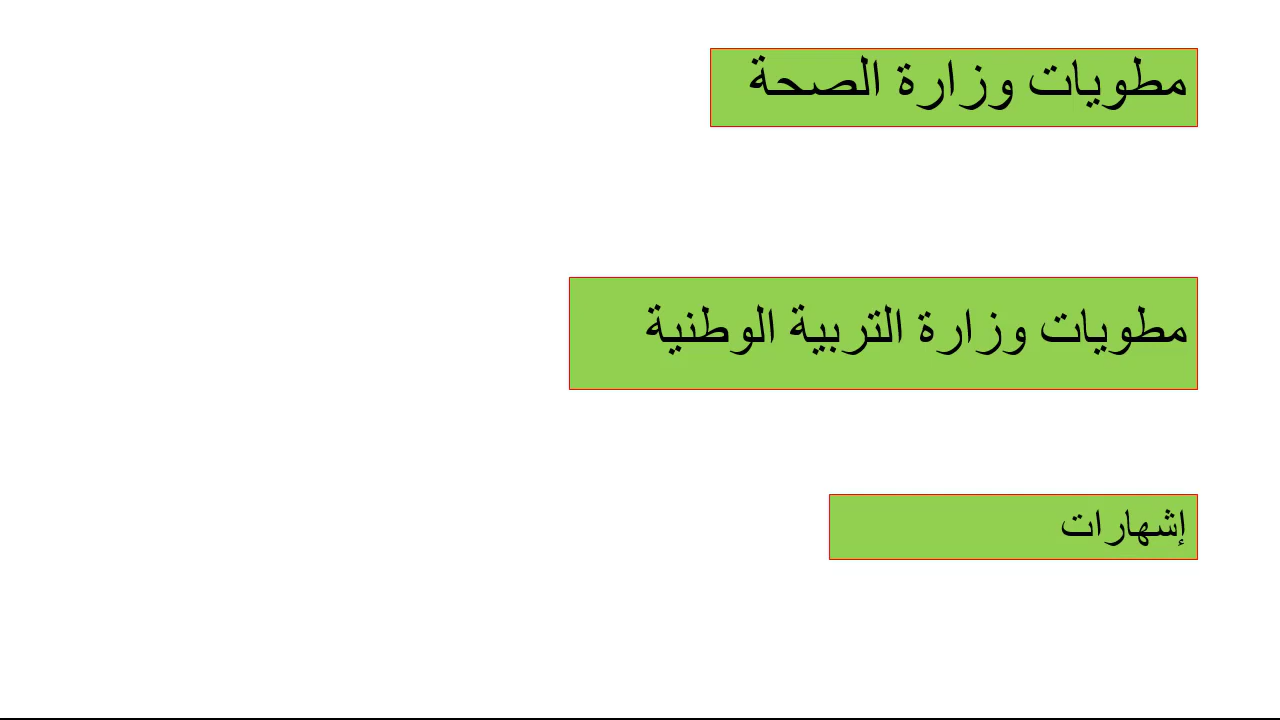 مطويات وزارة الصحة
مطويات وزارة التربية الوطنية
إشهارات